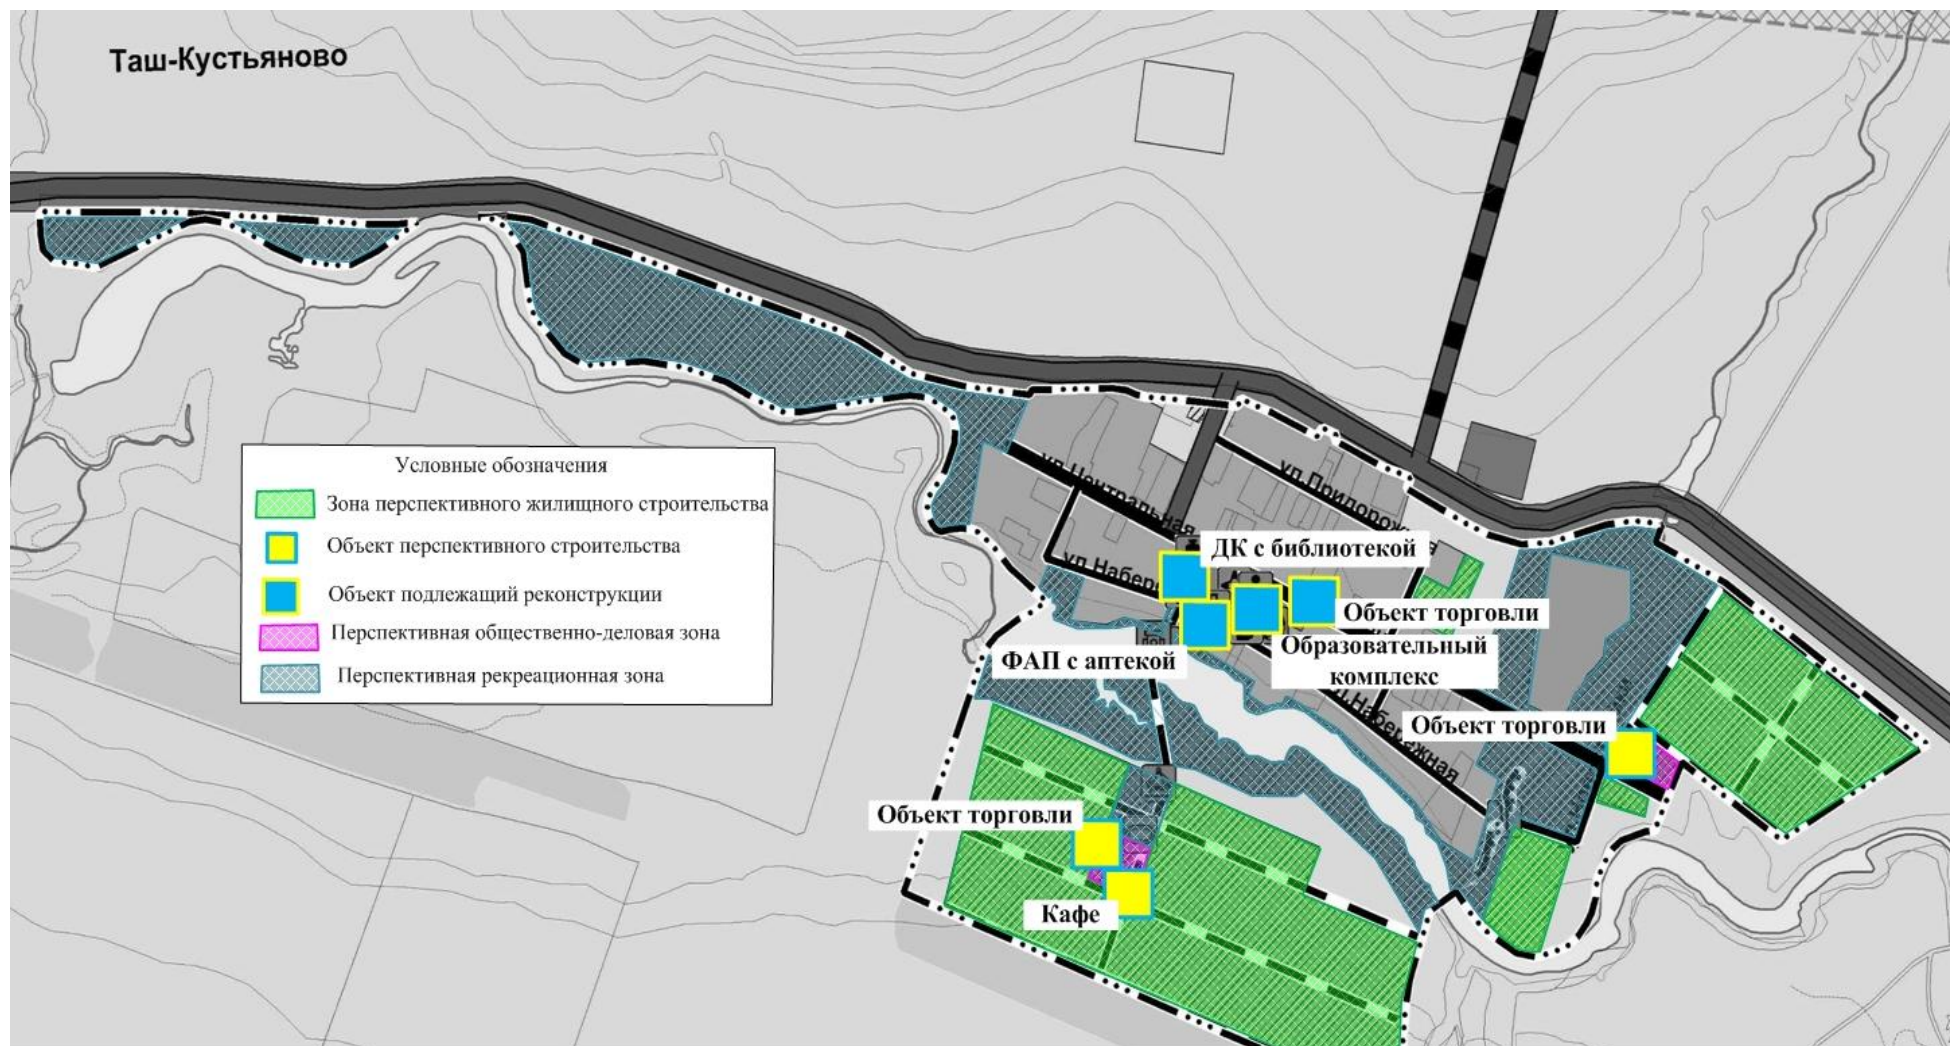 Таш-Кустьяново
Условные обозначения
Зона перспективного жилищного строительства
Объект перспективного строительства
Объект подлежащий реконструкции
Перспективная общественно-деловая зона
Перспективная рекреационная зона
ул.Центральная
ул.Придорож
ДК с библиотекой
ул.Набере
Объект торговли
Образовательный
комплекс
ФАП с аптекой
Набережная
Объект торговли
Объект торговли
Кафе